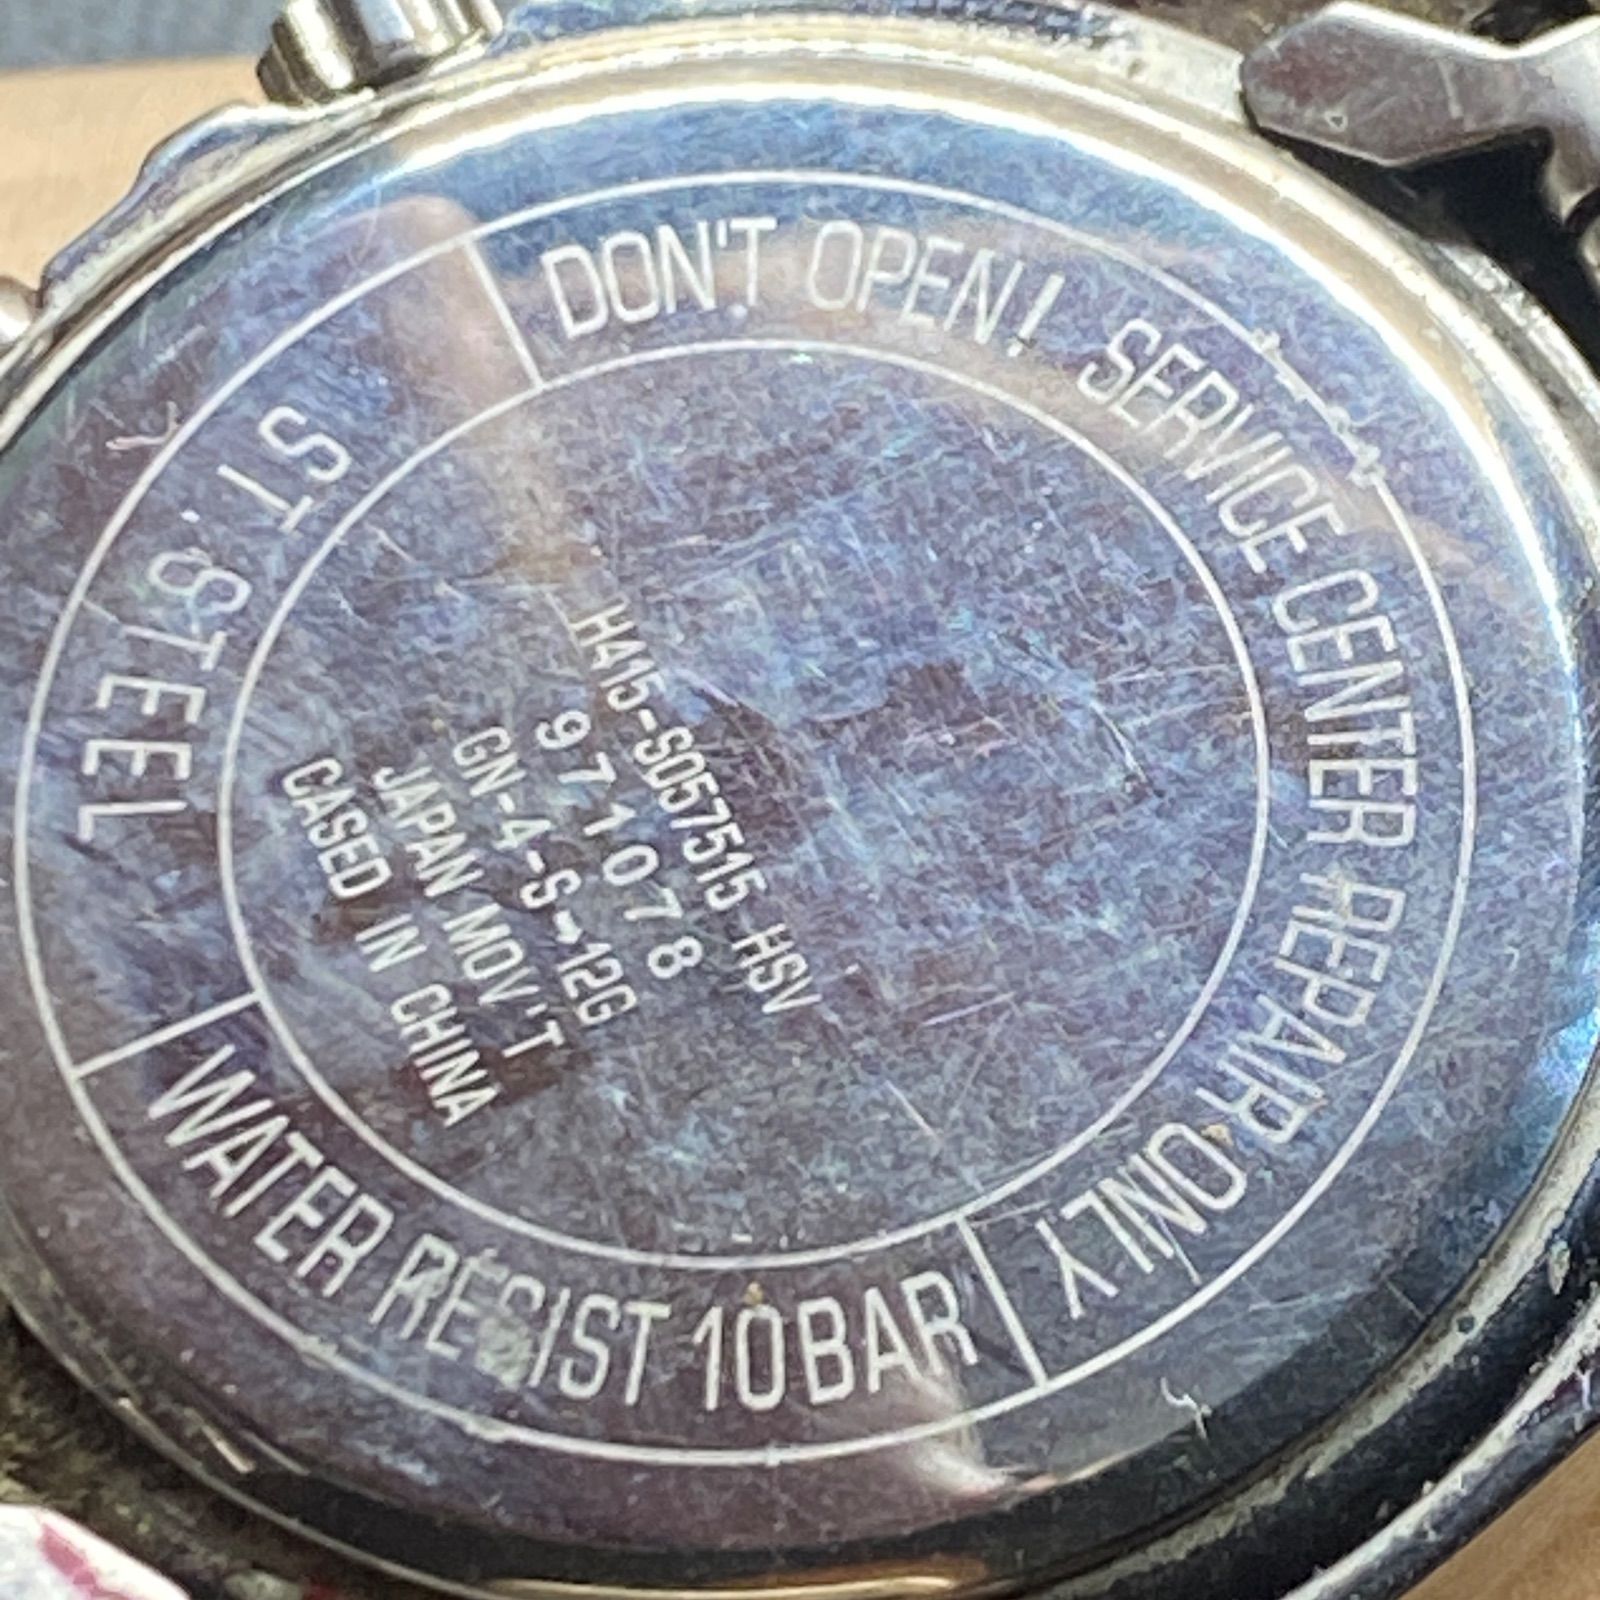 DON'T OPEN! SERVICE CENTER REPAIR ONLY
WATER RESIST 10BAR
ST STEEL
H415-S057515 HSV
971078
GN-4-S-12G
JAPAN MOV'T
CASED IN CHINA